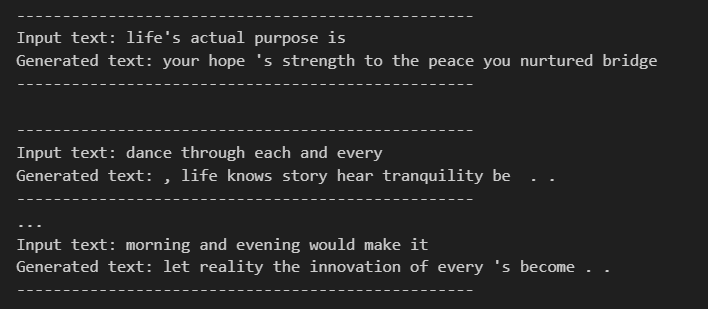 --------------------------------------------------
Input text: life's actual purpose is
Generated text: your hope 's strength to the peace you nurtured bridge
--------------------------------------------------
--------------------------------------------------
Input text: dance through each and every
Generated text: , life knows story hear tranquility be  . .
--------------------------------------------------
...
Input text: morning and evening would make it
Generated text: let reality the innovation of every 's become . .
--------------------------------------------------